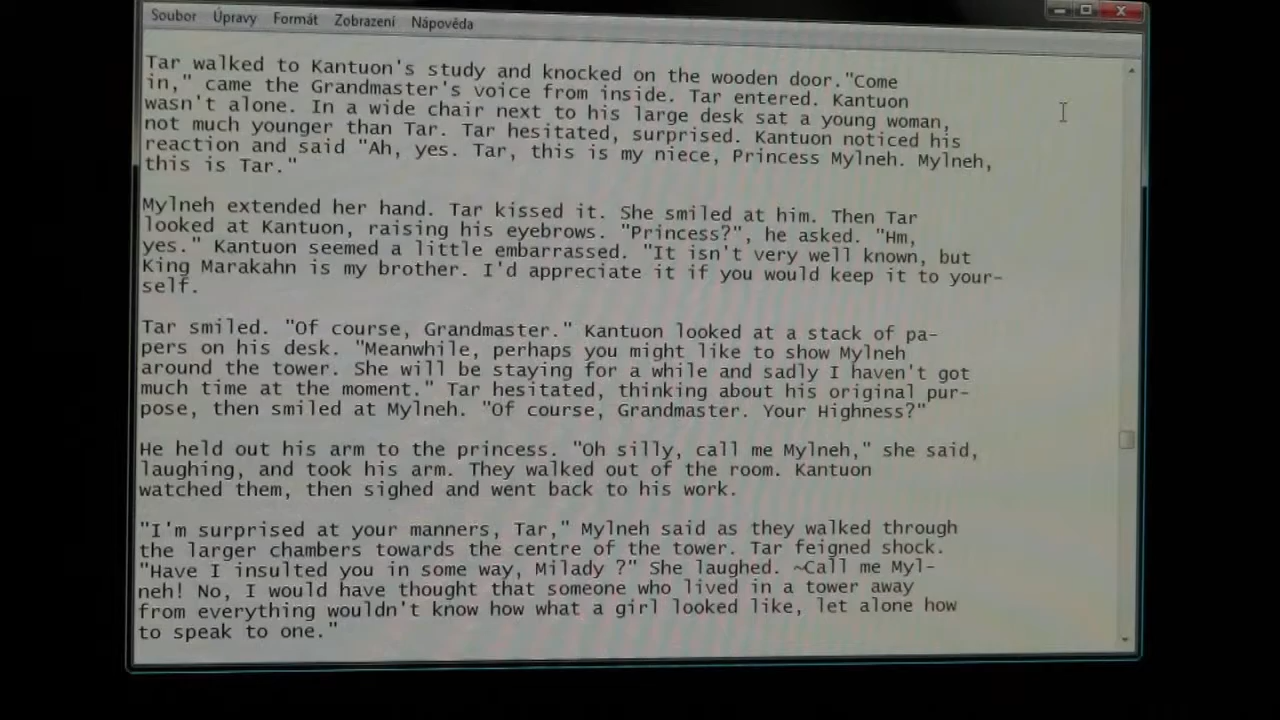 Soubor Úpravy Formát Zobrazení Nápověda
Tar walked to Kantuon's study and knocked on the wooden door."Come
in," came the Grandmaster's voice from inside. Tar entered. Kantuon
wasn't alone. In a wide chair next to his large desk sat a young woman,
not much younger than Tar. Tar hesitated, surprised. Kantuon noticed his
reaction and said "Ah, yes. Tar, this is my niece, Princess Mylneh. Mylneh,
this is Tar."
Mylneh extended her hand. Tar kissed it. She smiled at him. Then Tar
looked at Kantuon, raising his eyebrows. "Princess?", he asked. "Hm,
yes." Kantuon seemed a little embarrassed. "It isn't very well known, but
King Marakahn is my brother. I'd appreciate it if you would keep it to your-
self.
Tar smiled. "Of course, Grandmaster." Kantuon looked at a stack of pa-
pers on his desk. "Meanwhile, perhaps you might like to show Mylneh
around the tower. She will be staying for a while and sadly I haven't got
much time at the moment." Tar hesitated, thinking about his original pur-
pose, then smiled at Mylneh. "Of course, Grandmaster. Your Highness?"
He held out his arm to the princess. "Oh silly, call me Mylneh," she said,
laughing, and took his arm. They walked out of the room. Kantuon
watched them, then sighed and went back to his work.
"I'm surprised at your manners, Tar," Mylneh said as they walked through
the larger chambers towards the centre of the tower. Tar feigned shock.
"Have I insulted you in some way, Milady ?" She laughed. ~Call me Myl-
neh! No, I would have thought that someone who lived in a tower away
from everything wouldn't know how what a girl looked like, let alone how
to speak to one."